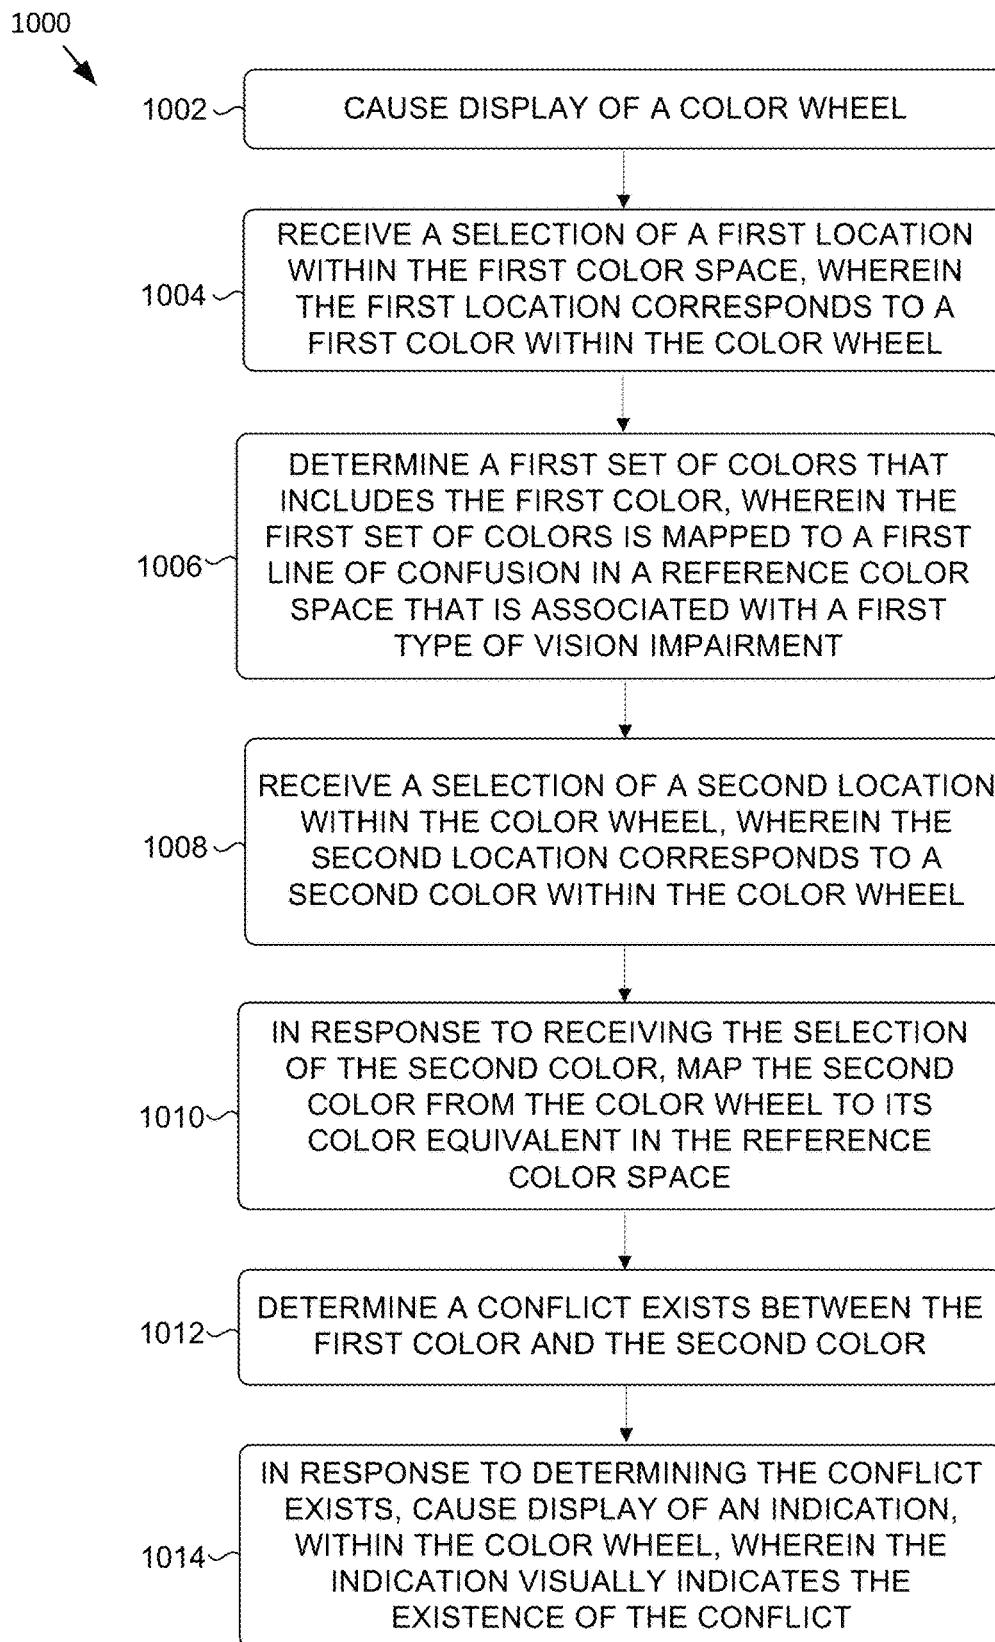 1000
1002
CAUSE DISPLAY OF A COLOR WHEEL
1004
RECEIVE A SELECTION OF A FIRST LOCATION
WITHIN THE FIRST COLOR SPACE, WHEREIN
THE FIRST LOCATION CORRESPONDS TO A
FIRST COLOR WITHIN THE COLOR WHEEL
1006
DETERMINE A FIRST SET OF COLORS THAT
INCLUDES THE FIRST COLOR, WHEREIN THE
FIRST SET OF COLORS IS MAPPED TO A FIRST
LINE OF CONFUSION IN A REFERENCE COLOR
SPACE THAT IS ASSOCIATED WITH A FIRST
TYPE OF VISION IMPAIRMENT
1008
RECEIVE A SELECTION OF A SECOND LOCATION
WITHIN THE COLOR WHEEL, WHEREIN THE
SECOND LOCATION CORRESPONDS TO A
SECOND COLOR WITHIN THE COLOR WHEEL
1010
IN RESPONSE TO RECEIVING THE SELECTION
OF THE SECOND COLOR, MAP THE SECOND
COLOR FROM THE COLOR WHEEL TO ITS
COLOR EQUIVALENT IN THE REFERENCE
COLOR SPACE
1012
DETERMINE A CONFLICT EXISTS BETWEEN THE
FIRST COLOR AND THE SECOND COLOR
1014
IN RESPONSE TO DETERMINING THE CONFLICT
EXISTS, CAUSE DISPLAY OF AN INDICATION,
WITHIN THE COLOR WHEEL, WHEREIN THE
INDICATION VISUALLY INDICATES THE
EXISTENCE OF THE CONFLICT